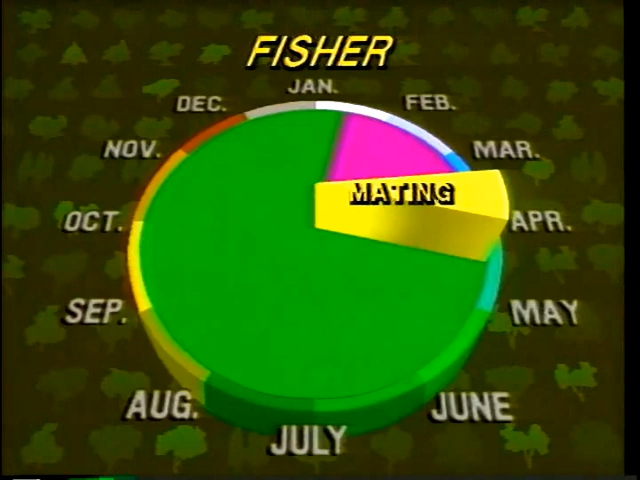 FISHER
JAN.
DEC.
FEB.
NOV.
MAR.
MATING
OCT.
APR.
SEP.
MAY
AUG.
JUNE
JULY